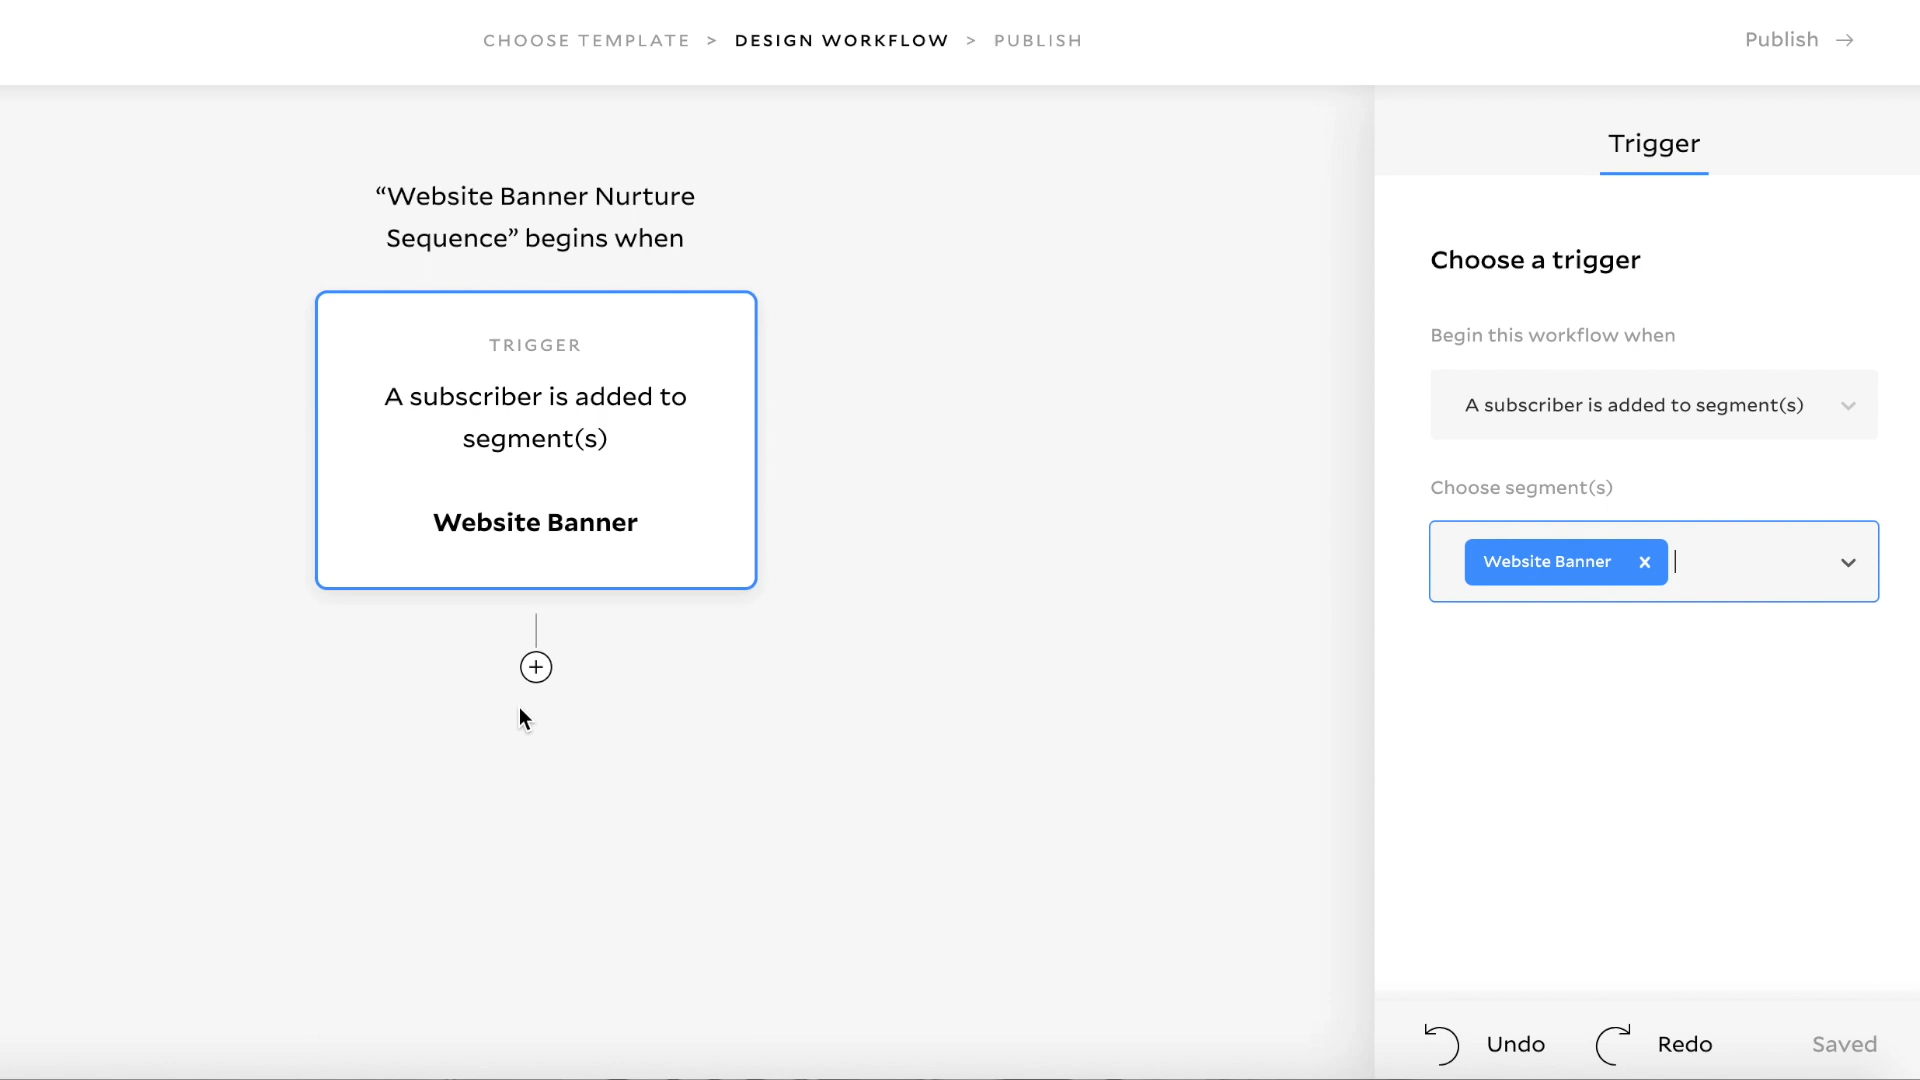 CHOOSE TEMPLATE > DESIGN WORKFLOW > PUBLISH
Publish →
“Website Banner Nurture
Sequence” begins when
TRIGGER
A subscriber is added to
segment(s)
Website Banner
Trigger
Choose a trigger
Begin this workflow when
A subscriber is added to segment(s)
Choose segment(s)
Website Banner x
Undo
Redo
Saved